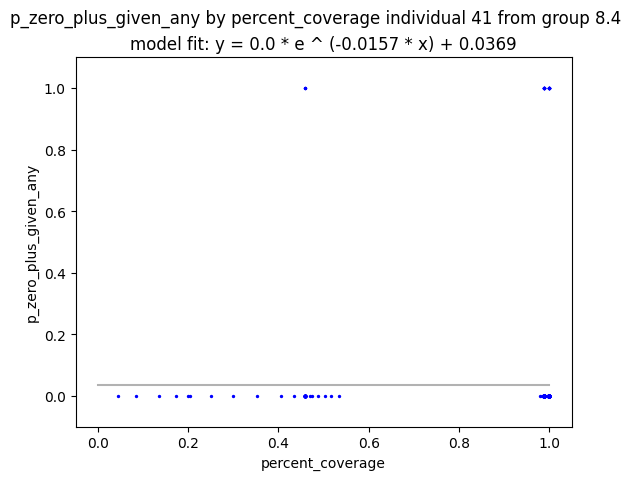 p_zero_plus_given_any by percent_coverage individual 41 from group 8.4
model fit: y = 0.0 * e ^ (-0.0157 * x) + 0.0369
1.0
0.8
0.6
0.4
0.2
0.0
p_zero_plus_given_any
0.0 0.2 0.4 0.6 0.8 1.0
percent_coverage